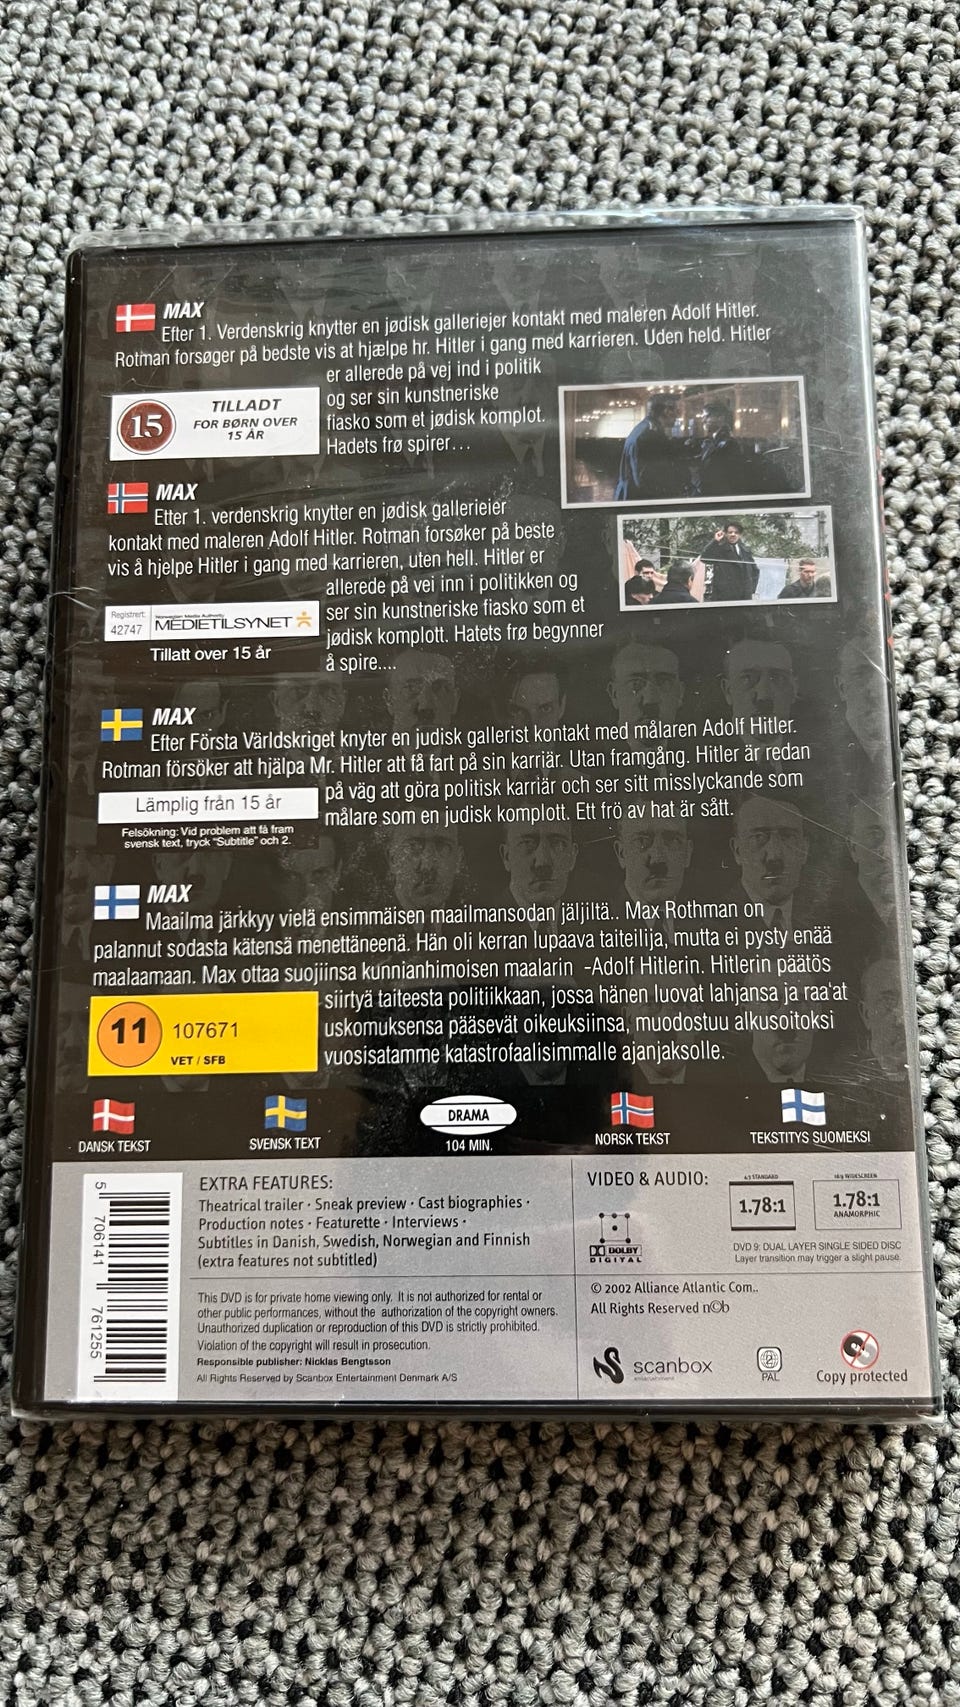 MAX
Efter 1. Verdenskrig knytter en jødisk galleriejer kontakt med maleren Adolf Hitler.
Rotman forsøger på bedste vis at hjælpe hr. Hitler i gang med karrieren. Uden held. Hitler
er allerede på vej ind i politik
og ser sin kunstneriske
fiasko som et jødisk komplot.
Hadets frø spirer...
15
TILLADT
FOR BØRN OVER
15 ÅR
MAX
Etter 1. verdenskrig knytter en jødisk gallerieier
kontakt med maleren Adolf Hitler. Rotman forsøker på beste
vis å hjelpe Hitler i gang med karrieren, uten hell. Hitler er
allerede på vei inn i politikken og
ser sin kunstneriske fiasko som et
jødisk komplott. Hatets frø begynner
å spire....
Registrert:
42747
Norwegian Media Authority
MEDIETILSYNET
Tillatt over 15 år
MAX
Efter Första Världskriget knyter en judisk gallerist kontakt med målaren Adolf Hitler.
Rotman försöker att hjälpa Mr. Hitler att få fart på sin karriär. Utan framgång. Hitler är redan
på väg att göra politisk karriär och ser sitt misslyckande som
målare som en judisk komplott. Ett frö av hat är sått.
Lämplig från 15 år
Felsökning: Vid problem att få fram
svensk text, tryck "Subtitle" och 2.
MAX
Maailma järkkyy vielä ensimmäisen maailmansodan jäljiltä.. Max Rothman on
palannut sodasta kätensä menettäneenä. Hän oli kerran lupaava taiteilija, mutta ei pysty enää
maalaamaan. Max ottaa suojiinsa kunnianhimoisen maalarin -Adolf Hitlerin. Hitlerin päätös
siirtyä taiteesta politiikkaan, jossa hänen luovat lahjansa ja raa'at
uskomuksensa pääsevät oikeuksiinsa, muodostuu alkusoitoksi
vuosisatamme katastrofaalisimmalle ajanjaksolle.
11
107671
VET / SFB
DANSK TEKST
SVENSK TEXT
DRAMA
104 MIN.
NORSK TEKST
TEKSTITYS SUOMEKSI
5 706141 761255
EXTRA FEATURES:
Theatrical trailer · Sneak preview · Cast biographies ·
Production notes · Featurette · Interviews ·
Subtitles in Danish, Swedish, Norwegian and Finnish
(extra features not subtitled)
This DVD is for private home viewing only. It is not authorized for rental or
other public performances, without the authorization of the copyright owners.
Unauthorized duplication or reproduction of this DVD is strictly prohibited.
Violation of the copyright will result in prosecution.
Responsible publisher: Nicklas Bengtsson
All Rights Reserved by Scanbox Entertainment Denmark A/S
VIDEO & AUDIO:
4:3 STANDARD
1.78:1
16:9 WIDESCREEN
1.78:1
ANAMORPHIC
DOLBY
DIGITAL
DVD 9: DUAL LAYER SINGLE SIDED DISC
Layer transition may trigger a slight pause.
© 2002 Alliance Atlantic Com..
All Rights Reserved n©b
scanbox
entertainment
2
PAL
Copy protected